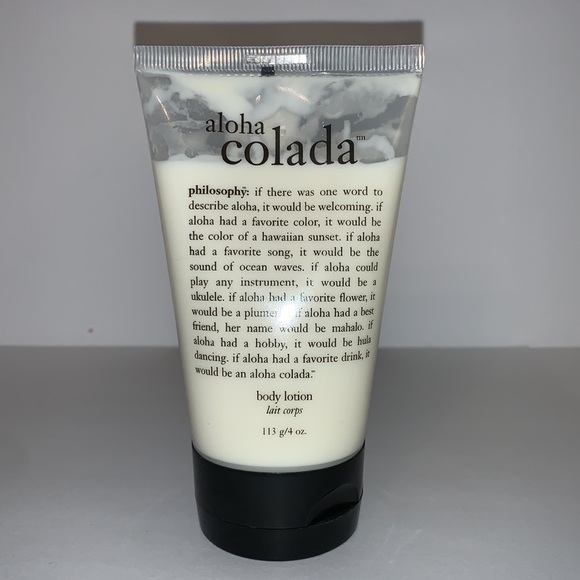 aloha
colada™
philosophy: if there was one word to
describe aloha, it would be welcoming. if
aloha had a favorite color, it would be
the color of a hawaiian sunset. if aloha
had a favorite song, it would be the
sound of ocean waves. if aloha could
play any instrument, it would be a
ukulele. if aloha had a favorite flower, it
would be a if aloha had a best
friend, her name would be mahalo. if
aloha had a hobby, it would be hula
dancing. if aloha had a favorite drink, it
would be an aloha colada.™
body lotion
lait corps
113 g/4 oz.